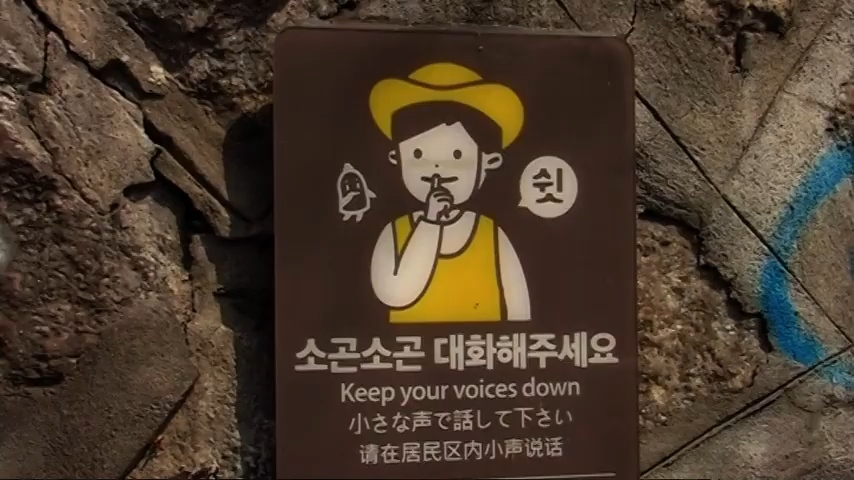 쉿
소곤소곤 대화해주세요
Keep your voices down
小さな声で話して下さい
请在居民区内小声说话